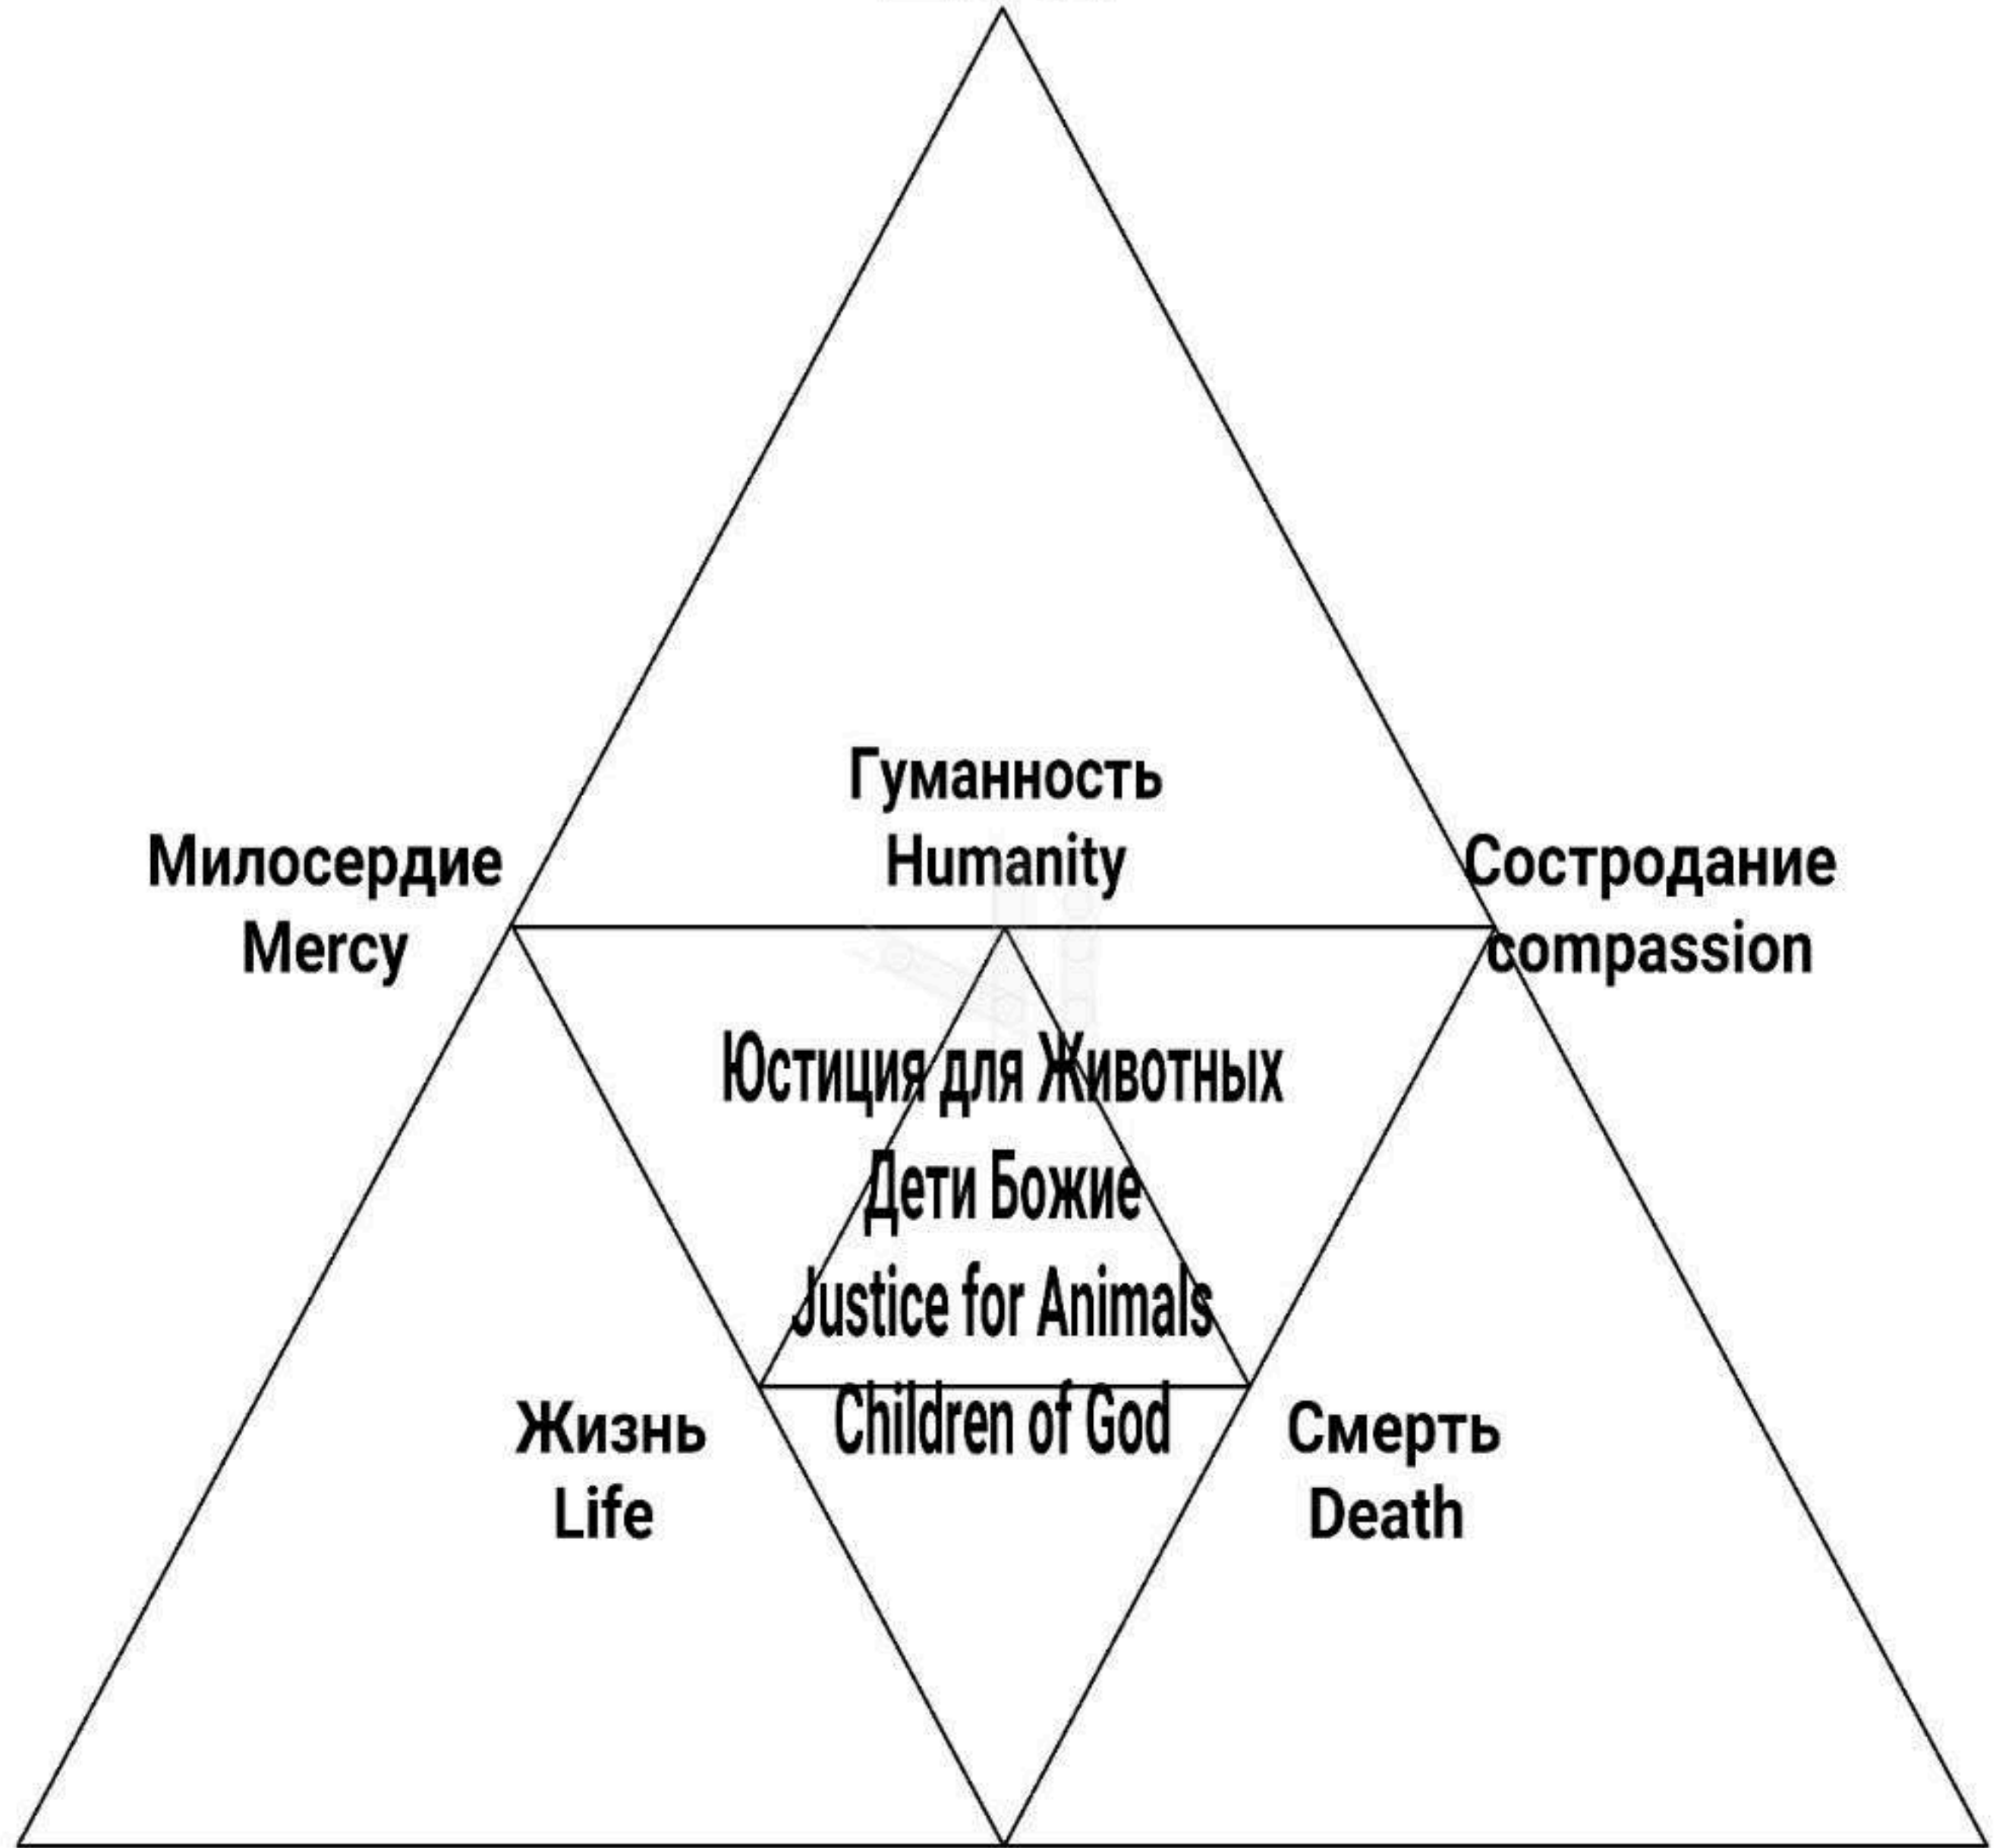 Гуманность
Humanity
Милосердие
Mercy
Состродание
compassion
Юстиция для Животных
Дети Божие
Justice for Animals
Children of God
Жизнь
Life
Смерть
Death